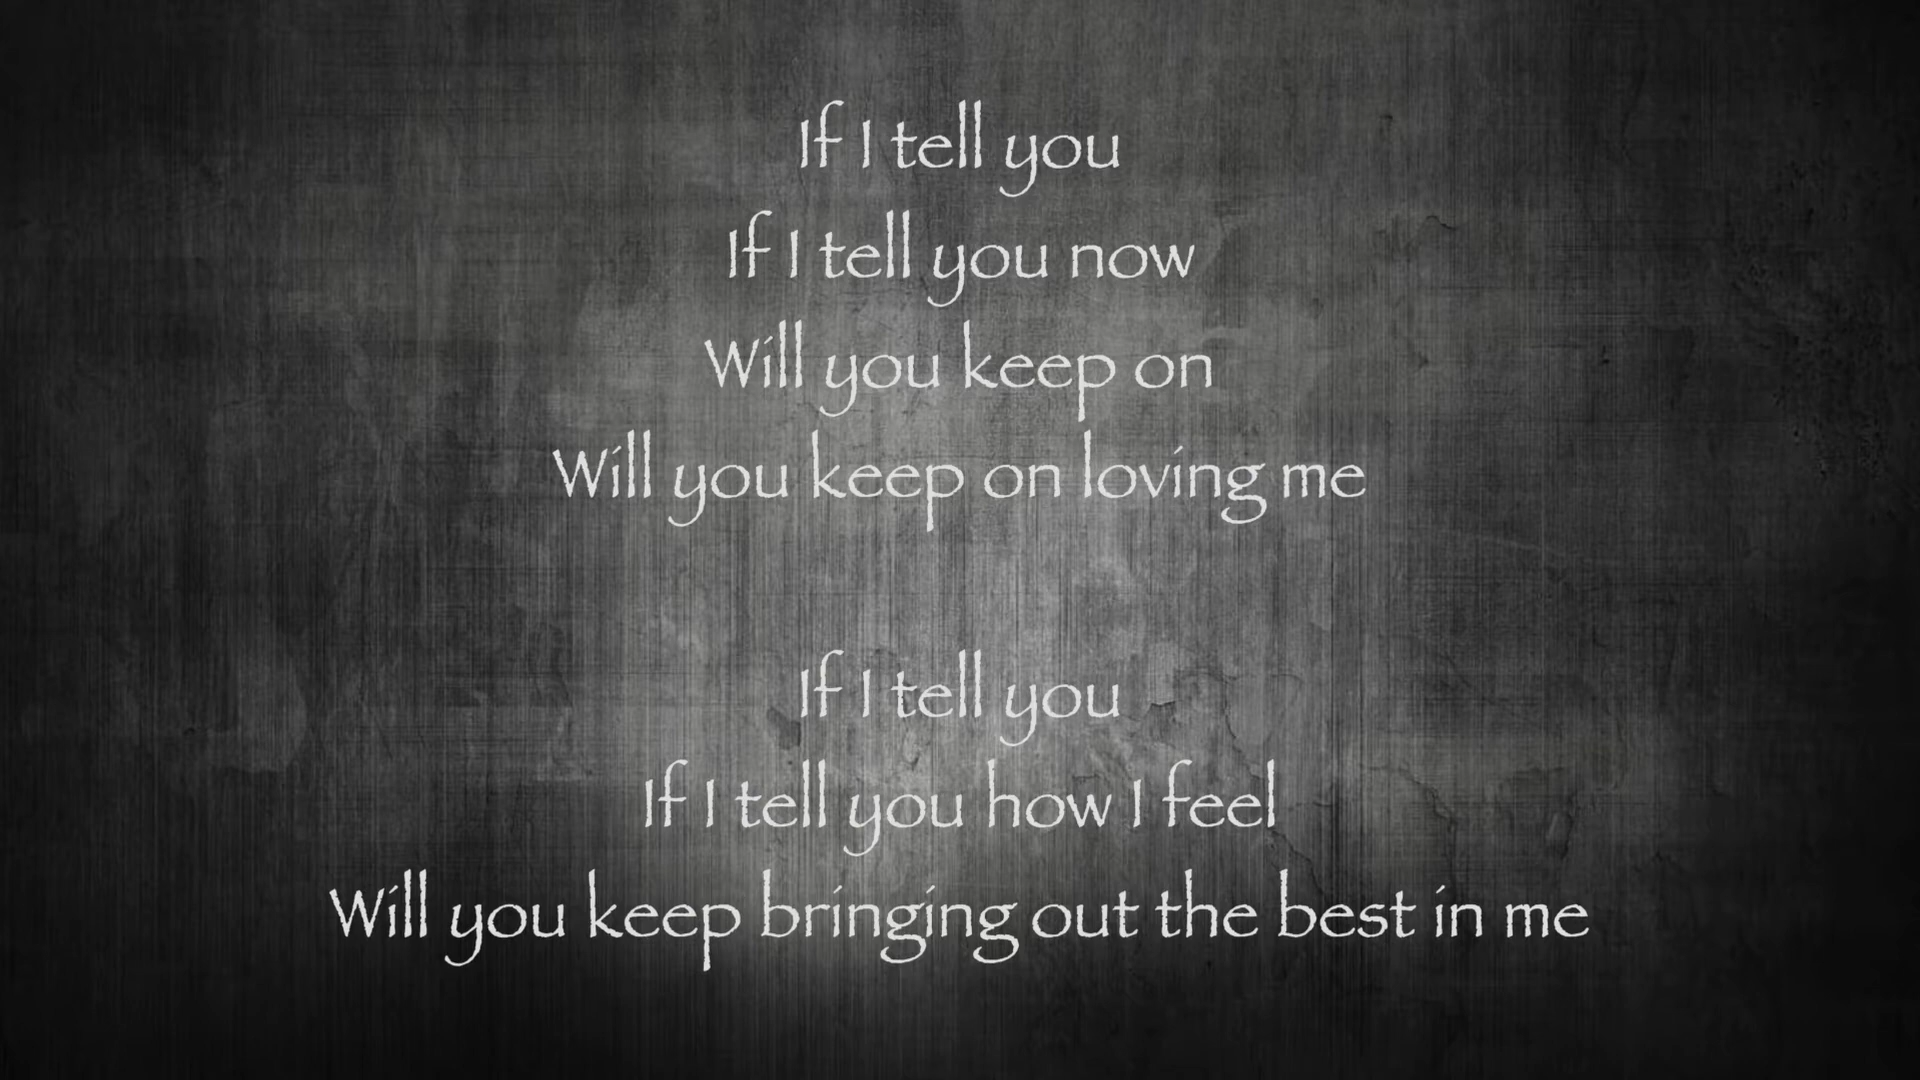 If I tell you
If I tell you now
Will you keep on
Will you keep on loving me
If I tell you
If I tell you how I feel
Will you keep bringing out the best in me